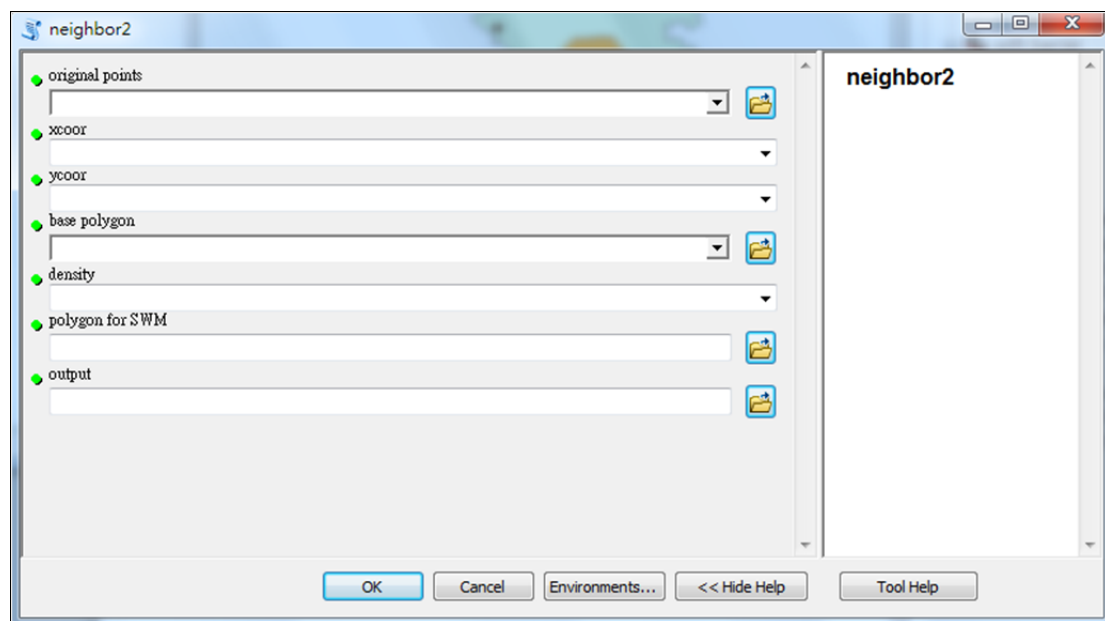 neighbor2
original points
xcoor
ycoor
base polygon
density
polygon for SWM
output
neighbor2
OK
Cancel
Environments...
<< Hide Help
Tool Help